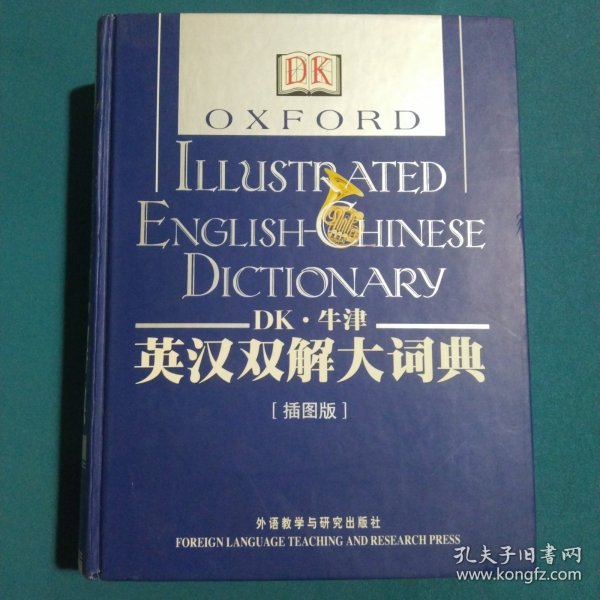 DK
OXFORD
ILLUSTRATED
ENGLISH-CHINESE
DICTIONARY
DK·牛津
英汉双解大词典
[插图版]
外语教学与研究出版社
FOREIGN LANGUAGE TEACHING AND RESEARCH PRESS
孔夫子旧书网
www.kongfz.com